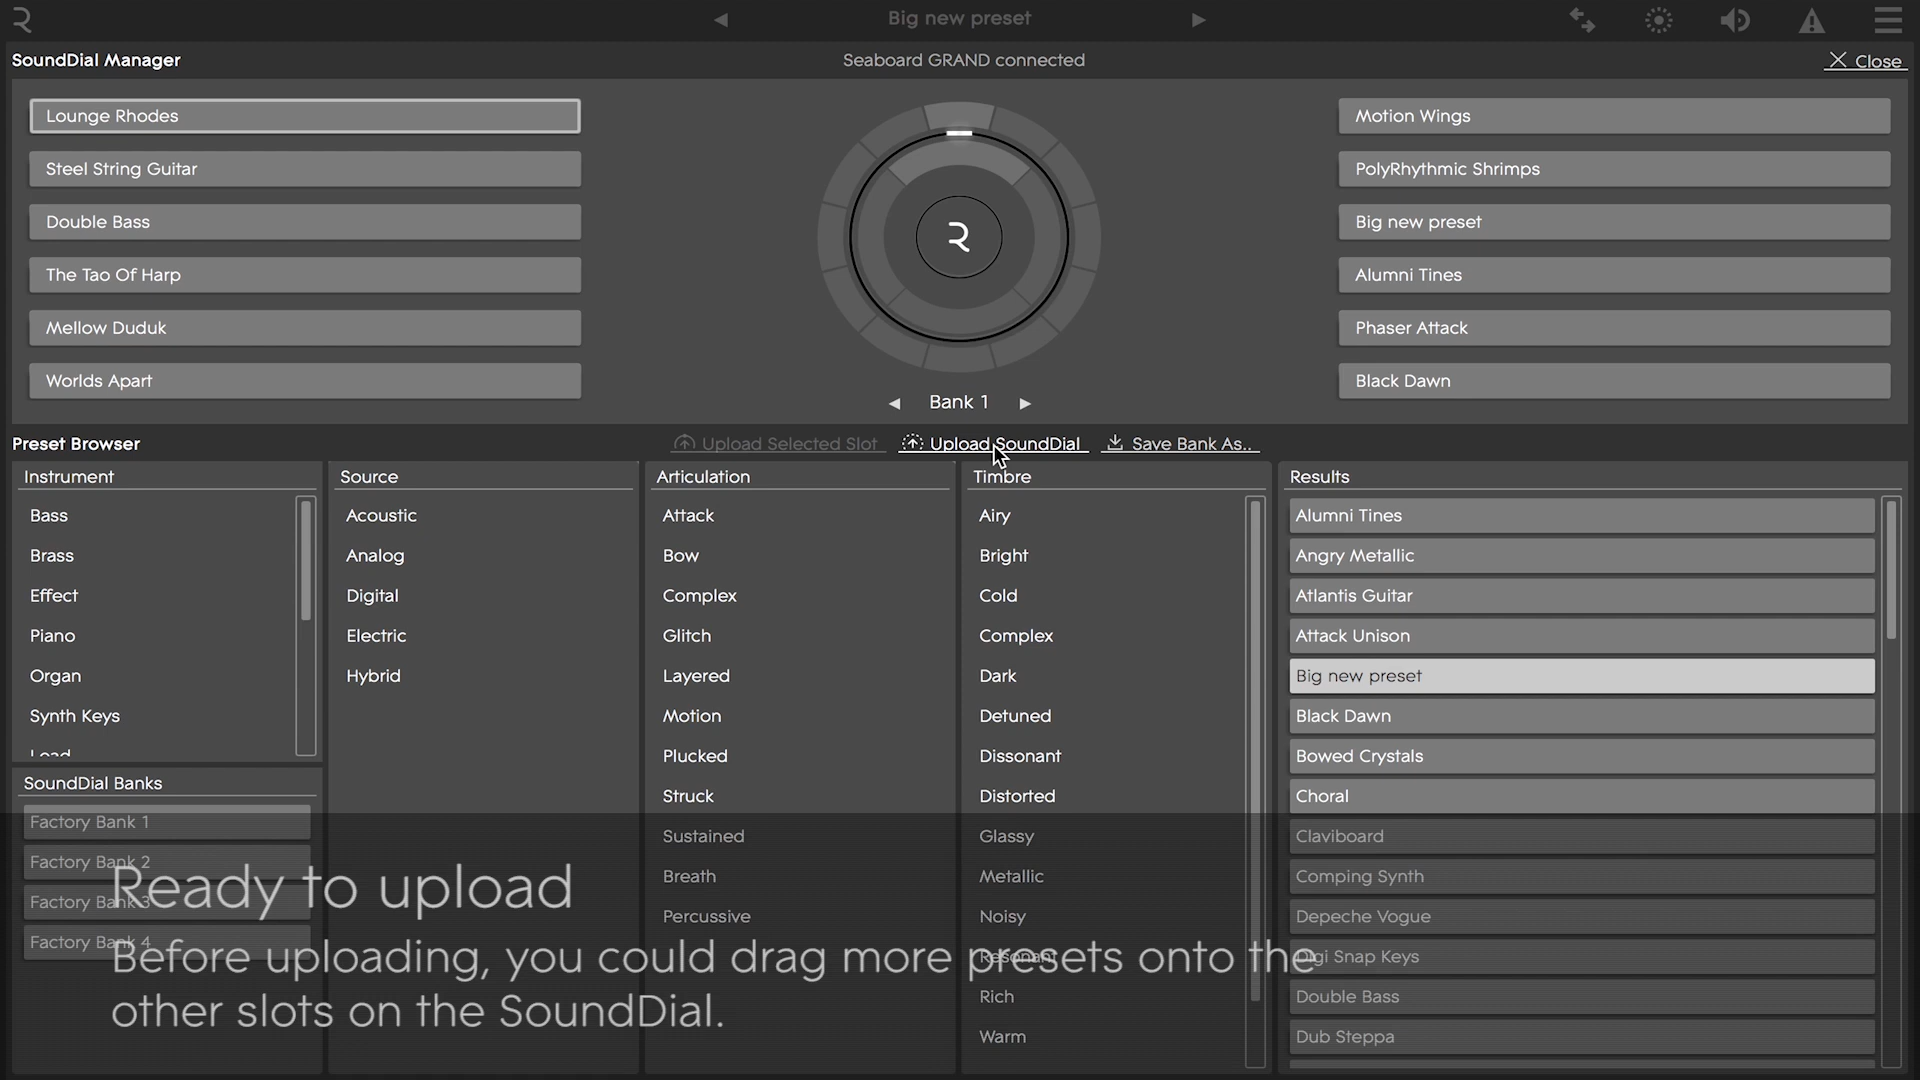 Big new preset
SoundDial Manager
Seaboard GRAND connected
Close
Lounge Rhodes
Steel String Guitar
Double Bass
The Tao Of Harp
Mellow Duduk
Worlds Apart
Motion Wings
PolyRhythmic Shrimps
Big new preset
Alumni Tines
Phaser Attack
Black Dawn
Bank 1
Preset Browser
Upload Selected Slot
Upload SoundDial
Save Bank As..
Instrument
Bass
Brass
Effect
Piano
Organ
Synth Keys
Lead
SoundDial Banks
Factory Bank 1
Factory Bank 2
Factory Bank 3
Factory Bank 4
Source
Acoustic
Analog
Digital
Electric
Hybrid
Articulation
Attack
Bow
Complex
Glitch
Layered
Motion
Plucked
Struck
Sustained
Breath
Percussive
Timbre
Airy
Bright
Cold
Complex
Dark
Detuned
Dissonant
Distorted
Glassy
Metallic
Noisy
Resonant
Rich
Warm
Results
Alumni Tines
Angry Metallic
Atlantis Guitar
Attack Unison
Big new preset
Black Dawn
Bowed Crystals
Choral
Claviboard
Comping Synth
Depeche Vogue
Digi Snap Keys
Double Bass
Dub Steppa
Ready to upload
Before uploading, you could drag more presets onto the
other slots on the SoundDial.